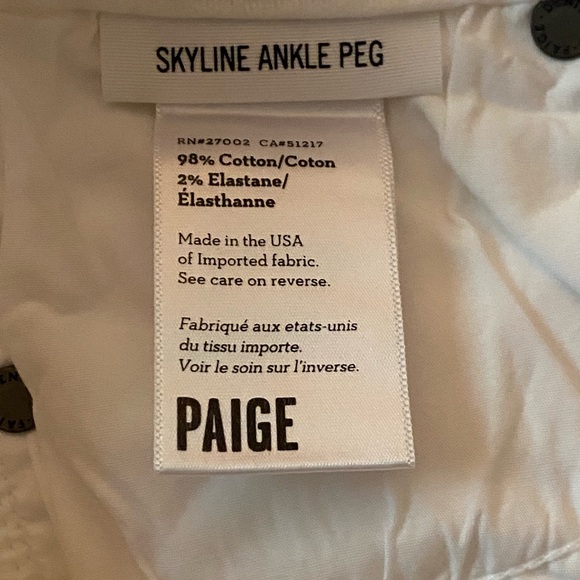 SKYLINE ANKLE PEG
RN#27002 CA#51217
98% Cotton/Coton
2% Elastane/
Élasthanne
Made in the USA
of Imported fabric.
See care on reverse.
Fabriqué aux etats-unis
du tissu importe.
Voir le soin sur l'inverse.
PAIGE